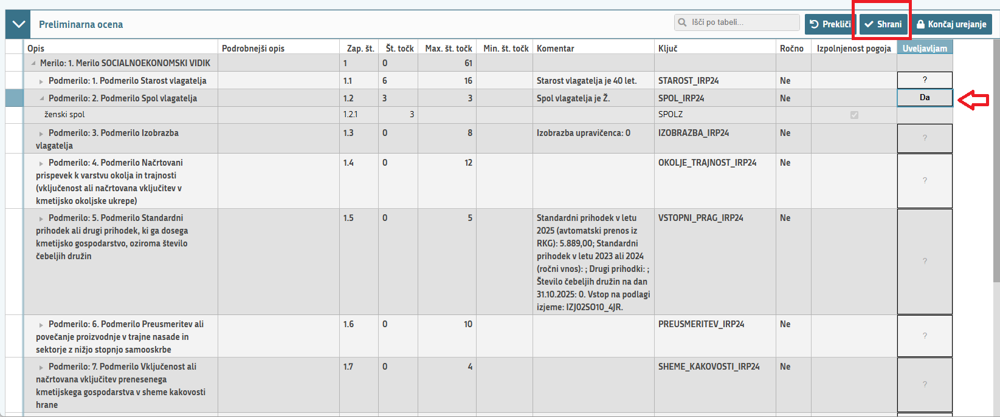 Preliminarna ocena
Išči po tabeli...
Prekliči
Shrani
Končaj urejanje
Opis Podrobnejši opis Zap. št. Št. točk Max. št. točk Min. št. točk Komentar Ključ Ročno Izpolnjenost pogoja Uveljavljam
Merilo: 1. Merilo SOCIALNOEKONOMSKI VIDIK 1 0 61
Podmerilo: 1. Podmerilo Starost vlagatelja 1.1 6 16 Starost vlagatelja je 40 let. STAROST_IRP24 Ne ?
Podmerilo: 2. Podmerilo Spol vlagatelja 1.2 3 3 Spol vlagatelja je Ž. SPOL_IRP24 Ne Da
ženski spol 1.2.1 3 SPOLZ
Podmerilo: 3. Podmerilo Izobrazba 1.3 0 8 Izobrazba upravičenca: 0 IZOBRAZBA_IRP24 Ne ?
vlagatelja
Podmerilo: 4. Podmerilo Načrtovani 1.4 0 12 OKOLJE_TRAJNOST_IRP24 Ne
prispevek k varstvu okolja in trajnosti
(vključenost ali načrtovana vključitev v ?
kmetijsko okoljske ukrepe)
Podmerilo: 5. Podmerilo Standardni 1.5 0 5 Standardni prihodek v letu VSTOPNI_PRAG_IRP24 Ne
prihodek ali drugi prihodek, ki ga dosega 2025 (avtomatski prenos iz
kmetijsko gospodarstvo, oziroma število RKG): 5.889,00; Standardni
čebeljih družin prihodek v letu 2023 ali 2024
(ročni vnos): ; Drugi prihodki: ; ?
Število čebeljih družin na dan
31.10.2025: 0. Vstop na podlagi
izjeme: IZJ02SO10_4JR.
Podmerilo: 6. Podmerilo Preusmeritev ali 1.6 0 10 PREUSMERITEV_IRP24 Ne
povečanje proizvodnje v trajne nasade in ?
sektorje z nižjo stopnjo samooskrbe
Podmerilo: 7. Podmerilo Vključenost ali 1.7 0 4 SHEME_KAKOVOSTI_IRP24 Ne
načrtovana vključitev prenesenega ?
kmetijskega gospodarstva v sheme kakovosti
hrane